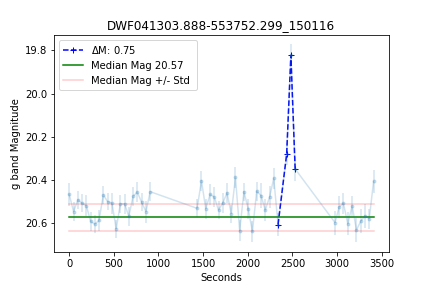 DWF041303.888-553752.299_150116
ΔM: 0.75
Median Mag 20.57
Median Mag +/- Std
g band Magnitude
19.8
20.0
20.2
20.4
20.6
0 500 1000 1500 2000 2500 3000 3500
Seconds